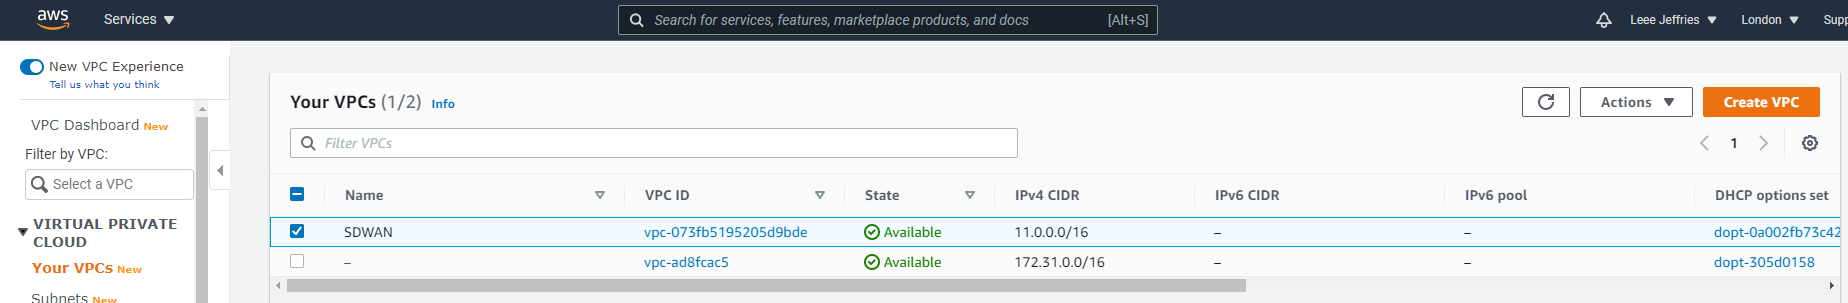 aws Services Search for services, features, marketplace products, and docs [Alt+S] Leee Jeffries London Supp
New VPC Experience
Tell us what you think
VPC Dashboard New
Filter by VPC:
Select a VPC
VIRTUAL PRIVATE
CLOUD
Your VPCs New
Subnets New
Your VPCs (1/2) Info
Actions
Create VPC
Filter VPCs
1
Name VPC ID State IPv4 CIDR IPv6 CIDR IPv6 pool DHCP options set
SDWAN vpc-073fb5195205d9bde Available 11.0.0.0/16 – – dopt-0a002fb73c42
– vpc-ad8fcac5 Available 172.31.0.0/16 – – dopt-305d0158